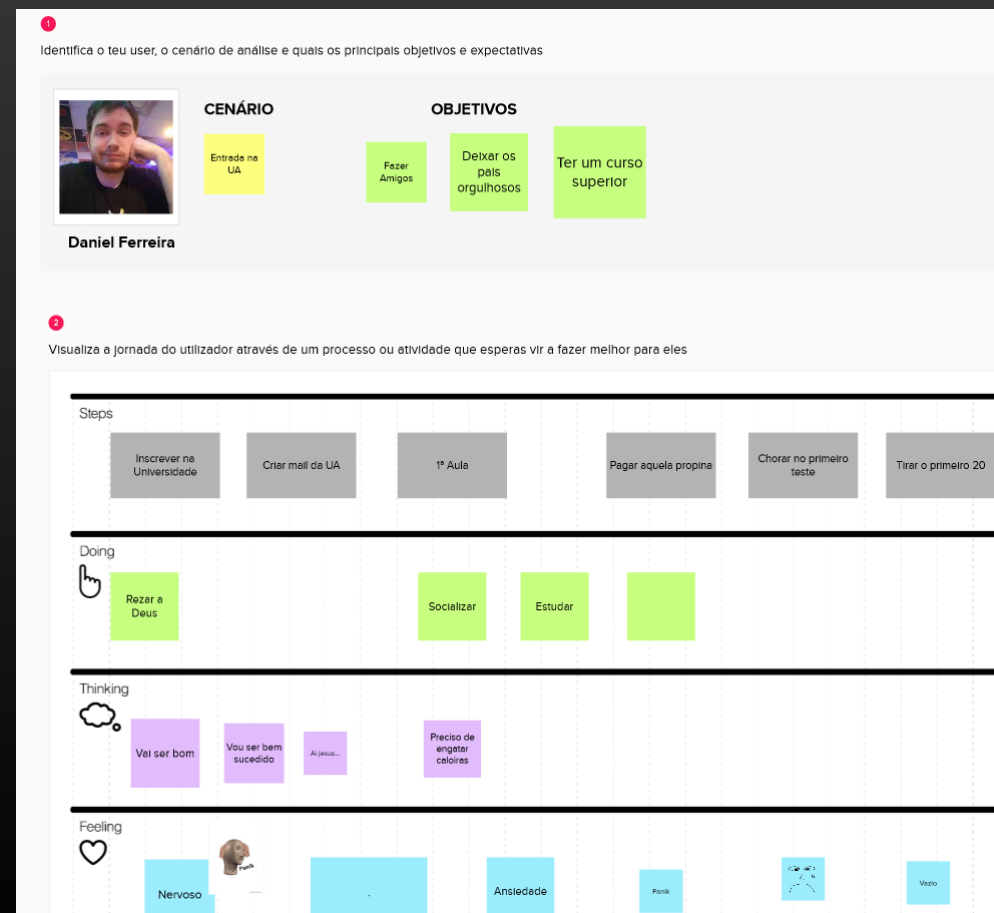 1
Identifica o teu user, o cenário de análise e quais os principais objetivos e expectativas
CENÁRIO
OBJETIVOS
Entrada na
UA
Fazer
Amigos
Deixar os
pais
orgulhosos
Ter um curso
superior
Daniel Ferreira
2
Visualiza a jornada do utilizador através de um processo ou atividade que esperas vir a fazer melhor para eles
Steps
Inscrever na
Universidade
Criar mail da UA
1ª Aula
Pagar aquela propina
Chorar no primeiro
teste
Tirar o primeiro 20
Doing
Rezar a
Deus
Socializar
Estudar
Thinking
Vai ser bom
Vou ser bem
sucedido
Ai jesus...
Preciso de
engatar
caloiras
Feeling
Panik
Nervoso
.
Ansiedade
Panik
Vazio